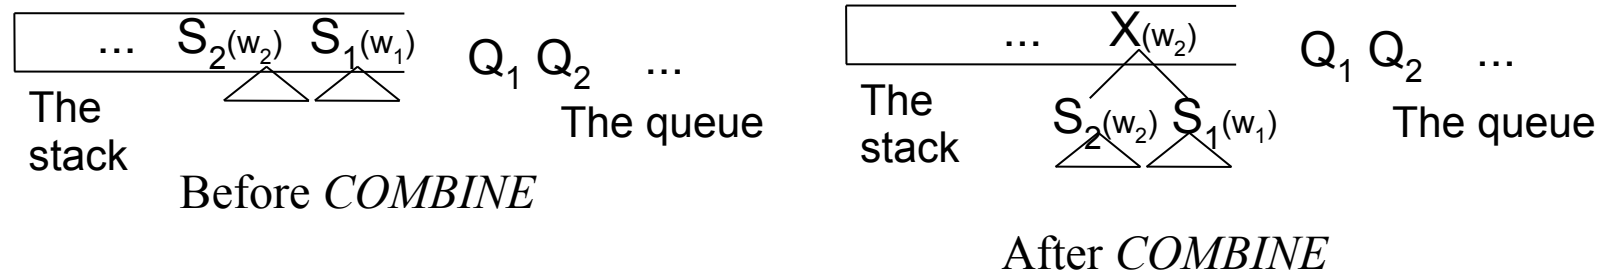 ... S₂(w₂) S₁(w₁) Q₁ Q₂ ...
The stack
The queue
Before COMBINE
... X(w₂) Q₁ Q₂ ...
S₂(w₂) S₁(w₁)
The stack
The queue
After COMBINE